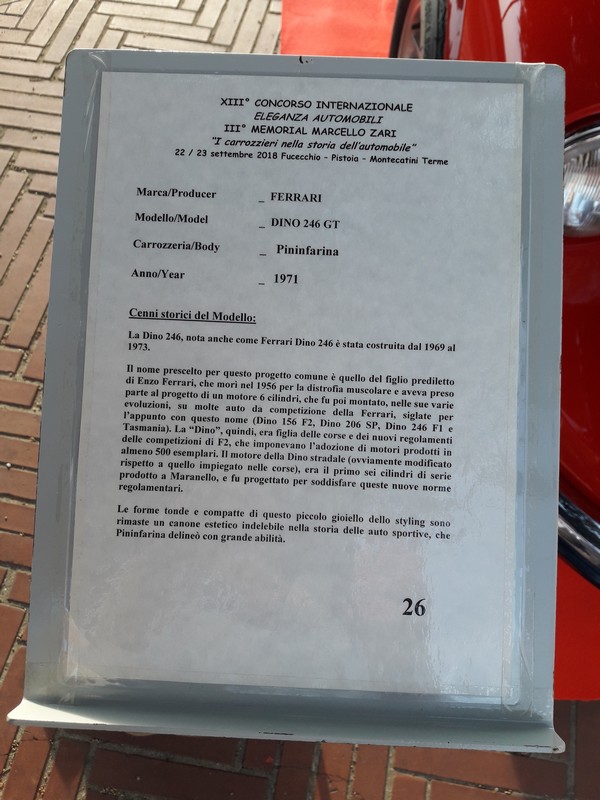 XIII° CONCORSO INTERNAZIONALE
ELEGANZA AUTOMOBILI
III° MEMORIAL MARCELLO ZARI
"I carrozzieri nella storia dell'automobile"
22 / 23 settembre 2018 Fucecchio - Pistoia - Montecatini Terme
Marca/Producer _ FERRARI
Modello/Model _ DINO 246 GT
Carrozzeria/Body _ Pininfarina
Anno/Year _ 1971
Cenni storici del Modello:
La Dino 246, nota anche come Ferrari Dino 246 è stata costruita dal 1969 al
1973.
Il nome prescelto per questo progetto comune è quello del figlio prediletto
di Enzo Ferrari, che morì nel 1956 per la distrofia muscolare e aveva preso
parte al progetto di un motore 6 cilindri, che fu poi montato, nelle sue varie
evoluzioni, su molte auto da competizione della Ferrari, siglate per
l'appunto con questo nome (Dino 156 F2, Dino 206 SP, Dino 246 F1 e
Tasmania). La "Dino", quindi, era figlia delle corse e dei nuovi regolamenti
delle competizioni di F2, che imponevano l'adozione di motori prodotti in
almeno 500 esemplari. Il motore della Dino stradale (ovviamente modificato
rispetto a quello impiegato nelle corse), era il primo sei cilindri di serie
prodotto a Maranello, e fu progettato per soddisfare queste nuove norme
regolamentari.
Le forme tonde e compatte di questo piccolo gioiello dello styling sono
rimaste un canone estetico indelebile nella storia delle auto sportive, che
Pininfarina delineò con grande abilità.
26